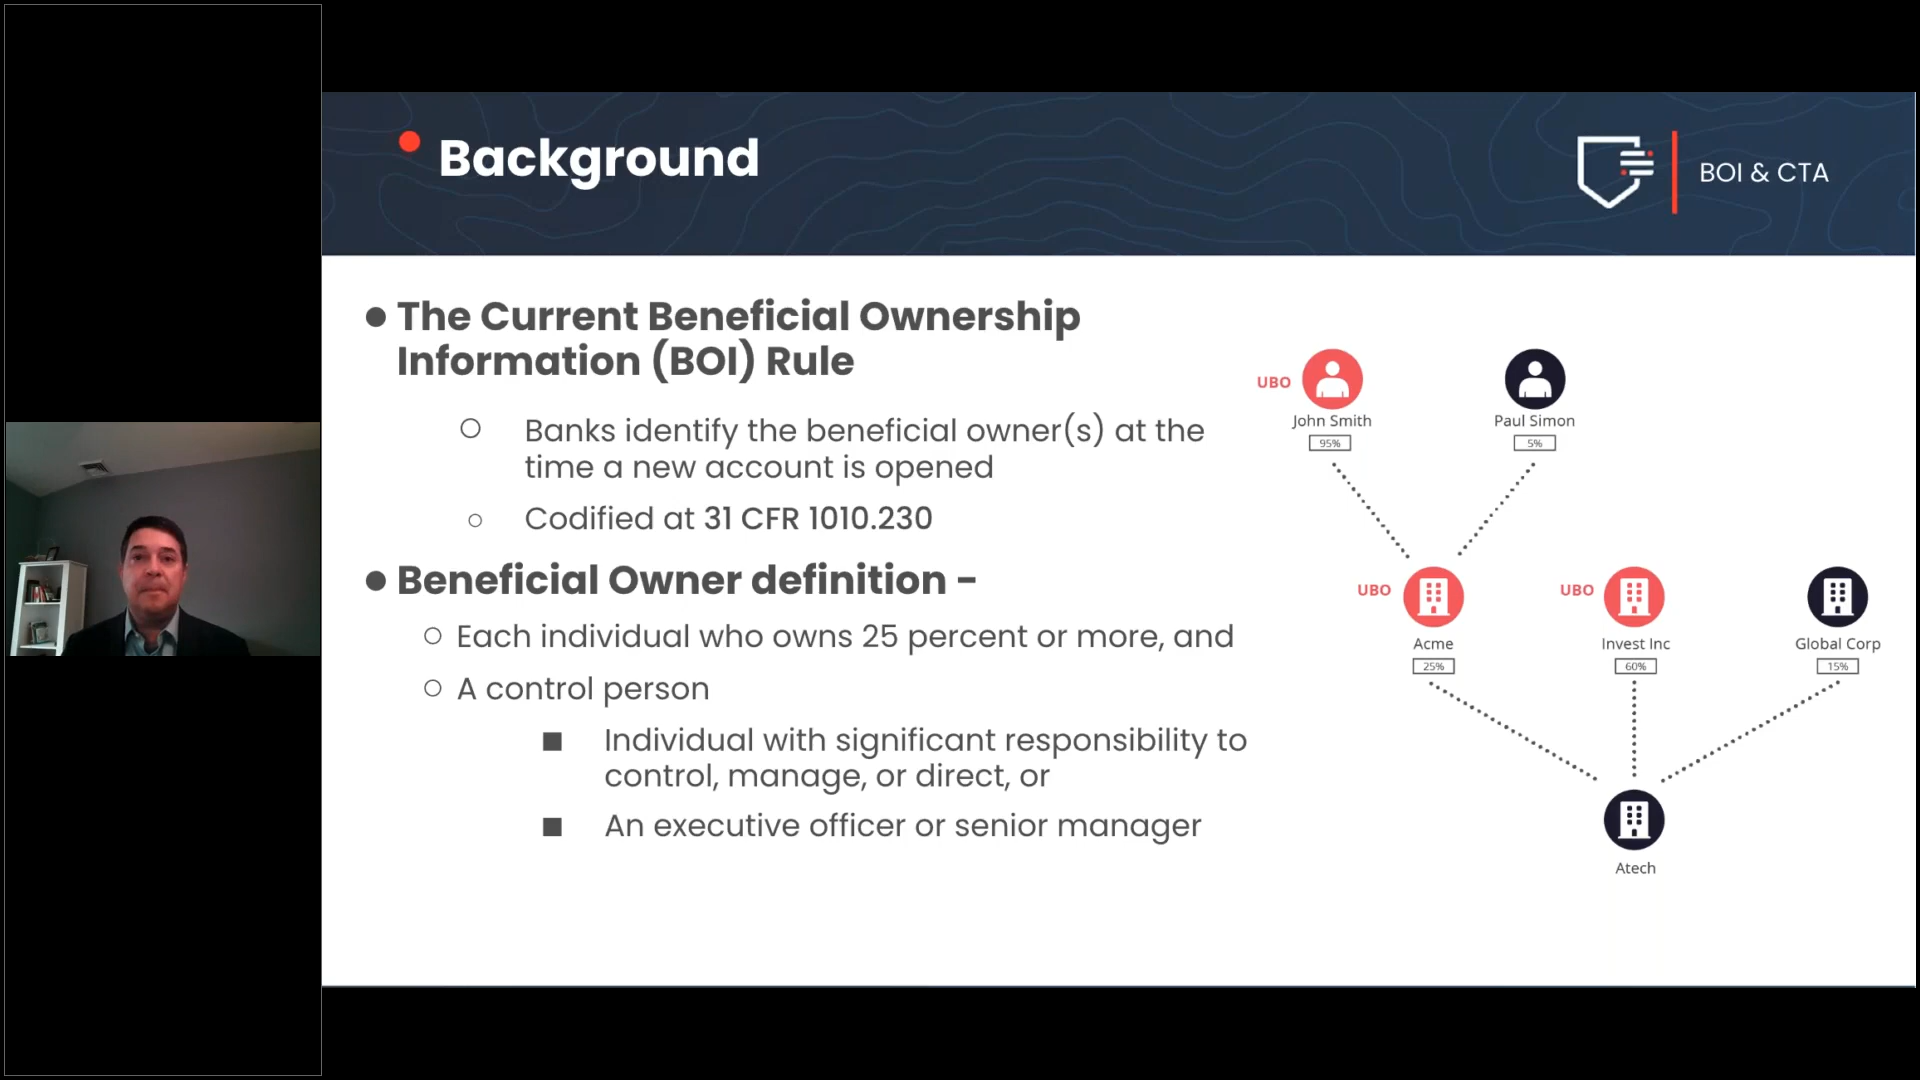 Background
BOI & CTA
The Current Beneficial Ownership
Information (BOI) Rule
Banks identify the beneficial owner(s) at the
time a new account is opened
Codified at 31 CFR 1010.230
Beneficial Owner definition -
Each individual who owns 25 percent or more, and
A control person
Individual with significant responsibility to
control, manage, or direct, or
An executive officer or senior manager
UBO
John Smith
95%
Paul Simon
5%
UBO
Acme
25%
UBO
Invest Inc
60%
Global Corp
15%
Atech